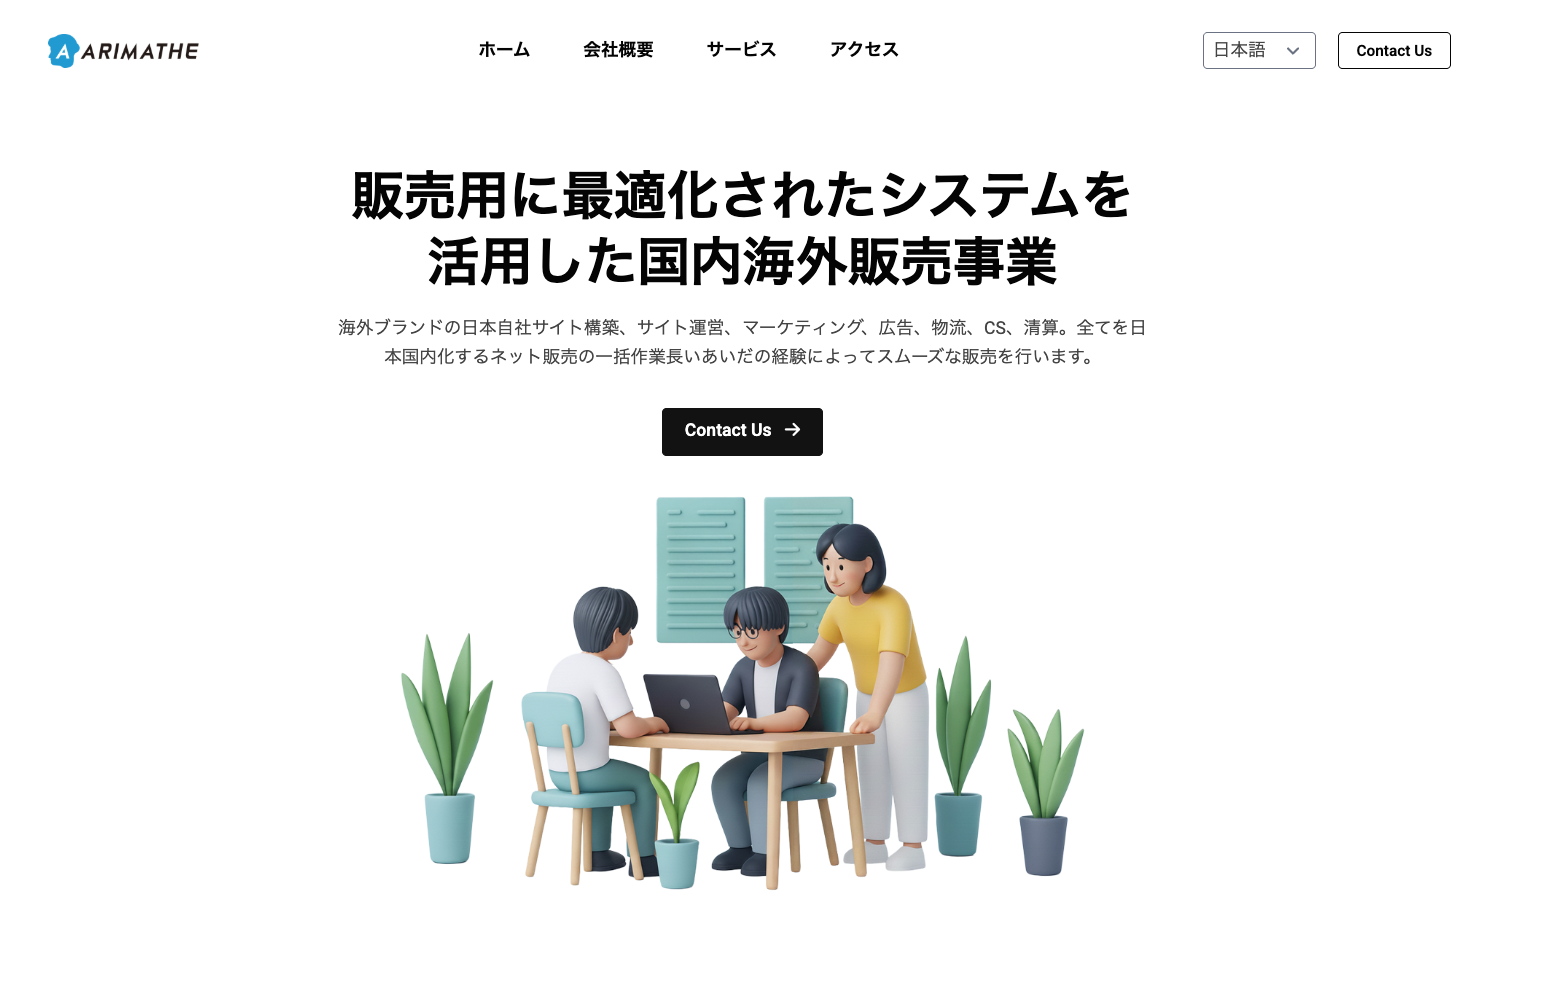 ARIMATHE
ホーム 会社概要 サービス アクセス 日本語 Contact Us
販売用に最適化されたシステムを
活用した国内海外販売事業
海外ブランドの日本自社サイト構築、サイト運営、マーケティング、広告、物流、CS、清算。全てを日
本国内化するネット販売の一括作業長いあいだの経験によってスムーズな販売を行います。
Contact Us